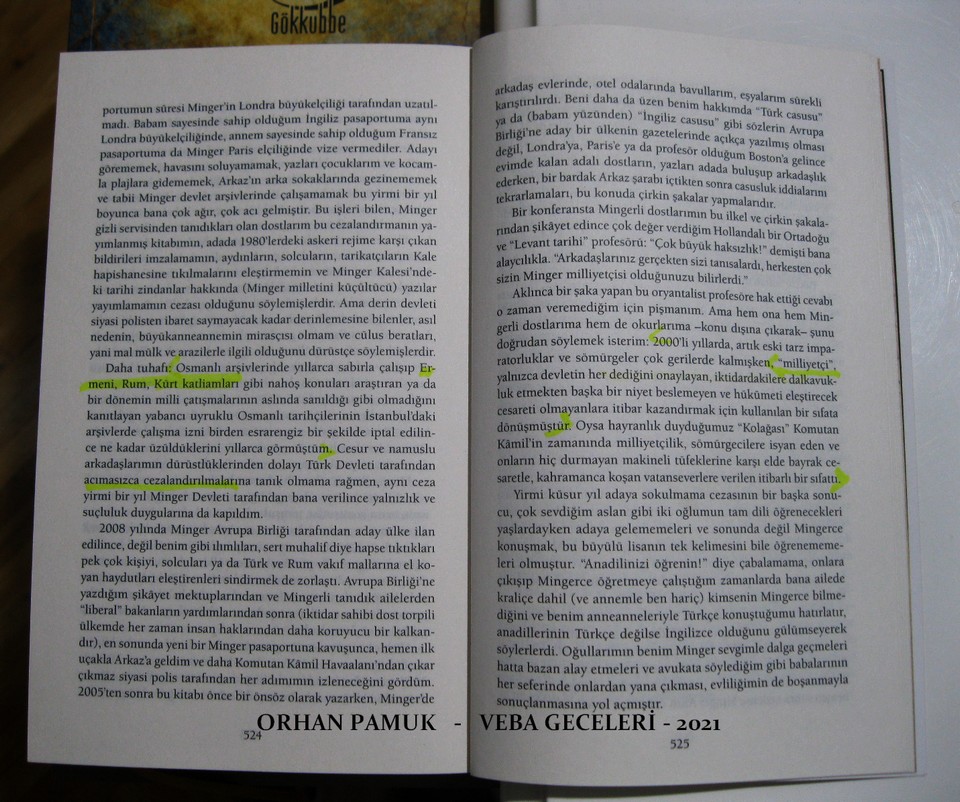 Gökkubbe
portumun süresi Minger'in Londra büyükelçiliği tarafından uzatıl-
madı. Babam sayesinde sahip olduğum İngiliz pasaportuma aynı
Londra büyükelçiliğinde, annem sayesinde sahip olduğum Fransız
pasaportuma da Minger Paris elçiliğinde vize vermediler. Adayı
görememek, havasını soluyamamak, yazları çocuklarım ve kocam-
la plajlara gidememek, Arkaz'ın arka sokaklarında gezinememek
ve tabii Minger devlet arşivlerinde çalışamamak bu yirmi bir yıl
boyunca bana çok ağır, çok acı gelmiştir. Bu işleri bilen, Minger
gizli servisinden tanıdıkları olan dostlarım bu cezalandırmanın ya-
yımlanmış kitabımın, adada 1980'lerdeki askeri rejime karşı çıkan
bildirileri imzalamamın, aydınların, solcuların, tarikatçıların Kale
hapishanesine tıkılmalarını eleştirmemin ve Minger Kalesi'nde-
ki tarihi zindanlar hakkında (Minger milletini küçültücü) yazılar
yayımlamamın cezası olduğunu söylemişlerdir. Ama derin devleti
siyasi polisten ibaret saymayacak kadar derinlemesine bilenler, asıl
nedenin, büyükanneannemin mirasçısı olmam ve cülus beratları,
yani mal mülk ve arazilerle ilgili olduğunu dürüstçe söylemişlerdir.
Daha tuhafı: Osmanlı arşivlerinde yıllarca sabırla çalışıp Er-
meni, Rum, Kürt katliamları gibi nahoş konuları araştıran ya da
bir dönemin milli çatışmalarının aslında sanıldığı gibi olmadığını
kanıtlayan yabancı uyruklu Osmanlı tarihçilerinin İstanbul'daki
arşivlerde çalışma izni birden esrarengiz bir şekilde iptal edilin-
ce ne kadar üzüldüklerini yıllarca görmüştüm. Cesur ve namuslu
arkadaşlarımın dürüstlüklerinden dolayı Türk Devleti tarafından
acımasızca cezalandırılmalarına tanık olmama rağmen, aynı ceza
yirmi bir yıl Minger Devleti tarafından bana verilince yalnızlık ve
suçluluk duygularına da kapıldım.
2008 yılında Minger Avrupa Birliği tarafından aday ülke ilan
edilince, değil benim gibi ılımlıları, sert muhalif diye hapse tıktıkları
pek çok kişiyi, solcuları ya da Türk ve Rum vakıf mallarına el ko-
yan haydutları eleştirenleri sindirmek de zorlaştı. Avrupa Birliği'ne
yazdığım şikâyet mektuplarından ve Mingerli tanıdık ailelerden
"liberal" bakanların yardımlarından sonra (iktidar sahibi dost torpili
ülkemde her zaman insan haklarından daha koruyucu bir kalkan-
dır), en sonunda yeni bir Minger pasaportuna kavuşunca, hemen ilk
uçakla Arkaz'a geldim ve daha Komutan Kâmil Havaalanı'ndan çıkar
çıkmaz siyasi polis tarafından her adımımın izleneceğini gördüm.
2005'ten sonra bu kitabı önce bir önsöz olarak yazarken, Minger'de
524
arkadaş evlerinde, otel odalarında bavullarım, eşyalarım sürekli
karıştırılırdı. Beni daha da üzen benim hakkımda "Türk casusu"
ya da (babam yüzünden) "İngiliz casusu" gibi sözlerin Avrupa
Birliği'ne aday bir ülkenin gazetelerinde açıkça yazılmış olması
değil, Londra'ya, Paris'e ya da profesör olduğum Boston'a gelince
evimde kalan adalı dostların, yazları adada buluşup arkadaşlık
ederken, bir bardak Arkaz şarabı içtikten sonra casusluk iddialarını
tekrarlamaları, bu konuda çirkin şakalar yapmalarıdır.
Bir konferansta Mingerli dostlarımın bu ilkel ve çirkin şakala-
rından şikâyet edince çok değer verdiğim Hollandalı bir Ortadoğu
ve "Levant tarihi" profesörü: "Çok büyük haksızlık!" demişti bana
alaycılıkla. "Arkadaşlarınız gerçekten sizi tanısalardı, herkesten çok
sizin Minger milliyetçisi olduğunuzu bilirlerdi."
Aklınca bir şaka yapan bu oryantalist profesöre hak ettiği cevabı
o zaman veremediğim için pişmanım. Ama hem ona hem Min-
gerli dostlarıma hem de okurlarıma –konu dışına çıkarak– şunu
doğrudan söylemek isterim: 2000'li yıllarda, artık eski tarz impa-
ratorluklar ve sömürgeler çok gerilerde kalmışken, "milliyetçi",
yalnızca devletin her dediğini onaylayan, iktidardakilere dalkavuk-
luk etmekten başka bir niyet beslemeyen ve hükûmeti eleştirecek
cesareti olmayanlara itibar kazandırmak için kullanılan bir sıfata
dönüşmüştür. Oysa hayranlık duyduğumuz "Kolağası" Komutan
Kâmil'in zamanında milliyetçilik, sömürgecilere isyan eden ve
onların hiç durmayan makineli tüfeklerine karşı elde bayrak ce-
saretle, kahramanca koşan vatanseverlere verilen itibarlı bir sıfattı.
Yirmi küsur yıl adaya sokulmama cezasının bir başka sonu-
cu, çok sevdiğim aslan gibi iki oğlumun tam dili öğrenecekleri
yaşlardayken adaya gelememeleri ve sonunda değil Mingerce
konuşmak, bu büyülü lisanın tek kelimesini bile öğrenememe-
leri olmuştur. "Anadilinizi öğrenin!" diye çabalamama, onlara
çıkışıp Mingerce öğretmeye çalıştığım zamanlarda bana ailede
kraliçe dahil (ve annemle ben hariç) kimsenin Mingerce bilme-
diğini ve benim anneanneleriyle Türkçe konuştuğumu hatırlatır,
anadillerinin Türkçe değilse İngilizce olduğunu gülümseyerek
söylerlerdi. Oğullarımın benim Minger sevgimle dalga geçmeleri
hatta bazan alay etmeleri ve avukata söylediğim gibi babalarının
her seferinde onlardan yana çıkması, evliliğimin de boşanmayla
sonuçlanmasına yol açmıştır.
525
ORHAN PAMUK - VEBA GECELERİ - 2021